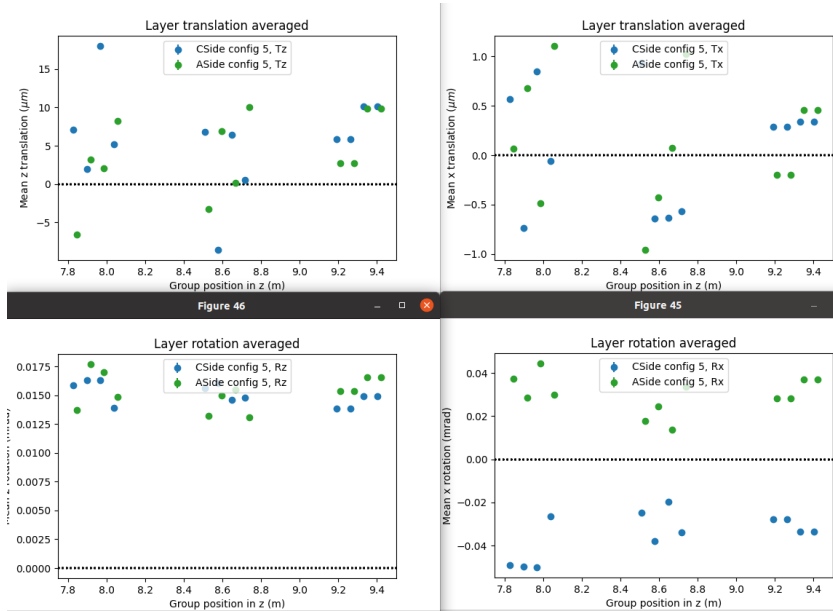 Layer translation averaged
CSide config 5, Tz
ASide config 5, Tz
Mean z translation (μm)
15
10
5
0
−5
7.8 8.0 8.2 8.4 8.6 8.8 9.0 9.2 9.4
Group position in z (m)
Layer translation averaged
CSide config 5, Tx
ASide config 5, Tx
Mean x translation (μm)
1.0
0.5
0.0
−0.5
−1.0
7.8 8.0 8.2 8.4 8.6 8.8 9.0 9.2 9.4
Group position in z (m)
Figure 46
Layer rotation averaged
CSide config 5, Rz
ASide config 5, Rz
Mean z rotation (mrad)
0.0175
0.0150
0.0125
0.0100
0.0075
0.0050
0.0025
0.0000
7.8 8.0 8.2 8.4 8.6 8.8 9.0 9.2 9.4
Group position in z (m)
Figure 45
Layer rotation averaged
CSide config 5, Rx
ASide config 5, Rx
Mean x rotation (mrad)
0.04
0.02
0.00
−0.02
−0.04
7.8 8.0 8.2 8.4 8.6 8.8 9.0 9.2 9.4
Group position in z (m)